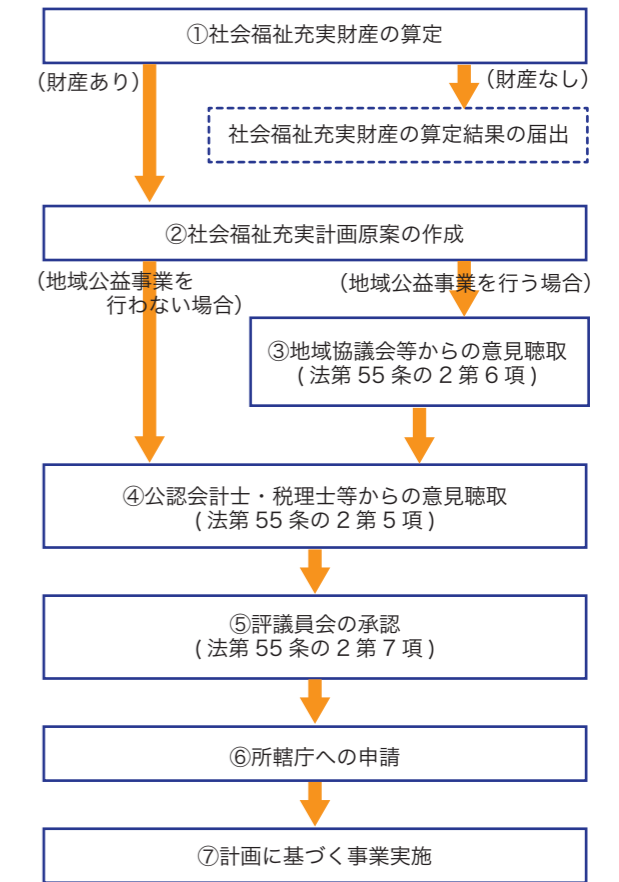 ①社会福祉充実財産の算定
（財産あり）
（財産なし）
社会福祉充実財産の算定結果の届出
②社会福祉充実計画原案の作成
（地域公益事業を
行わない場合）
（地域公益事業を行う場合）
③地域協議会等からの意見聴取
( 法第 55 条の 2 第 6 項 )
④公認会計士・税理士等からの意見聴取
( 法第 55 条の 2 第 5 項 )
⑤評議員会の承認
( 法第 55 条の 2 第 7 項 )
⑥所轄庁への申請
⑦計画に基づく事業実施